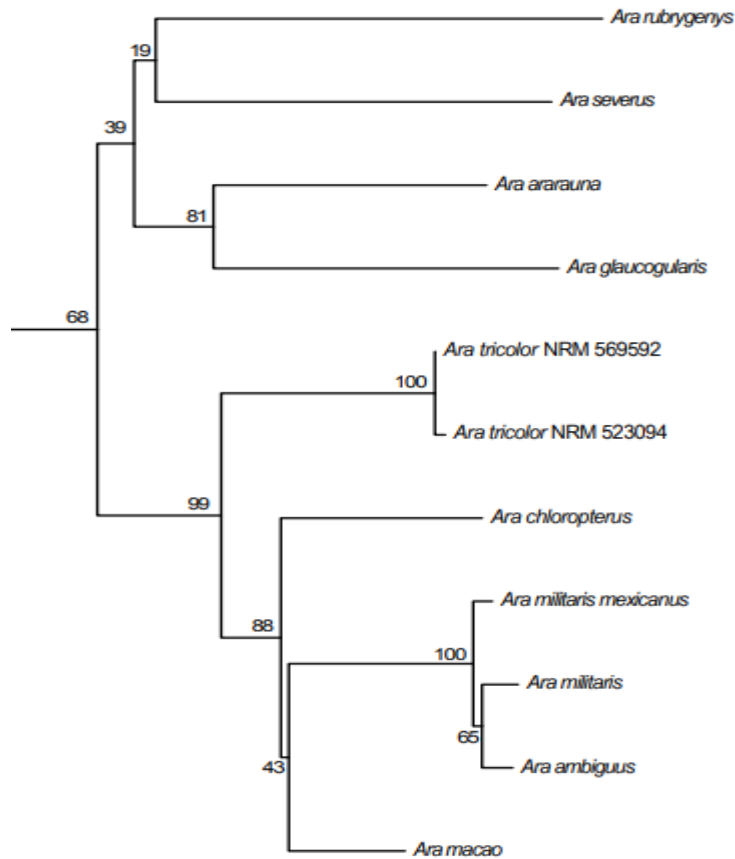 Ara rubrygenys
19
Ara severus
39
Ara ararauna
81
Ara glaucogularis
68
Ara tricolor NRM 569592
100
Ara tricolor NRM 523094
99
Ara chloropterus
Ara militaris mexicanus
88
100
Ara militaris
65
43
Ara ambiguus
Ara macao